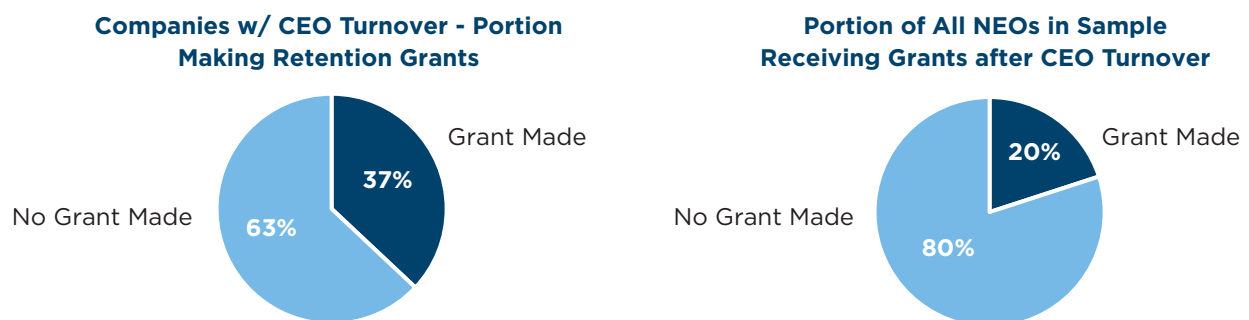 Companies w/ CEO Turnover - Portion
Making Retention Grants
Grant Made
37%
No Grant Made
63%
Portion of All NEOs in Sample
Receiving Grants after CEO Turnover
Grant Made
20%
No Grant Made
80%